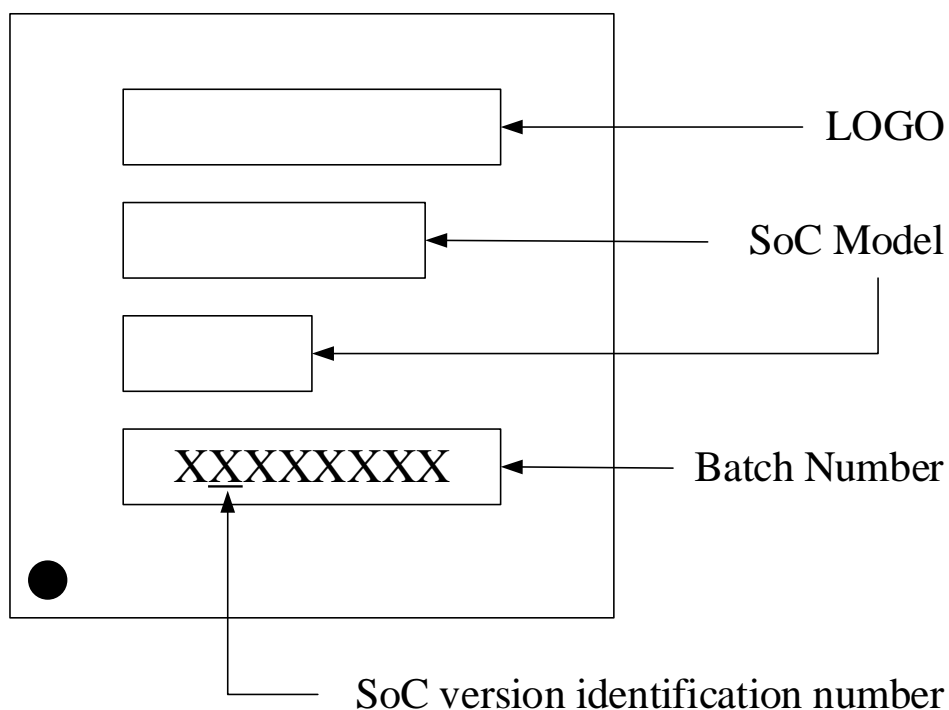 LOGO
SoC Model
XXXXXXXX
Batch Number
SoC version identification number